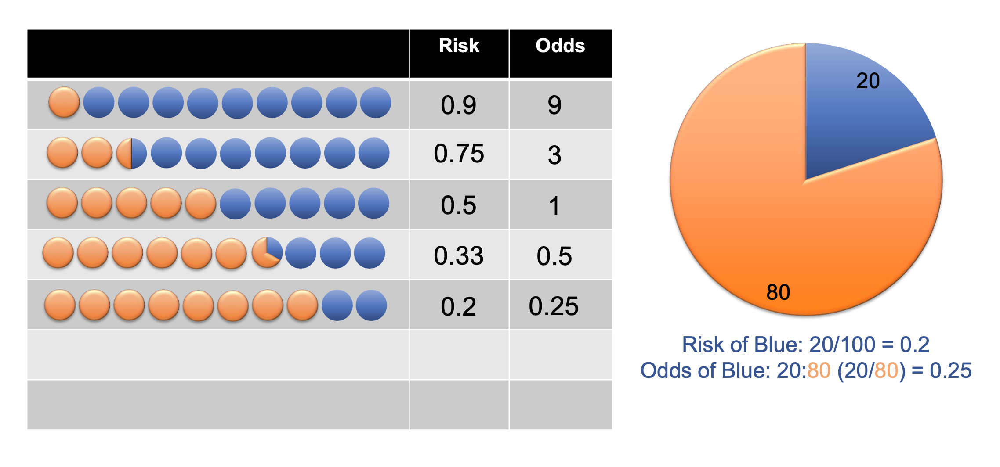 Risk Odds
0.9 9
0.75 3
0.5 1
0.33 0.5
0.2 0.25
20
80
Risk of Blue: 20/100 = 0.2
Odds of Blue: 20:80 (20/80) = 0.25